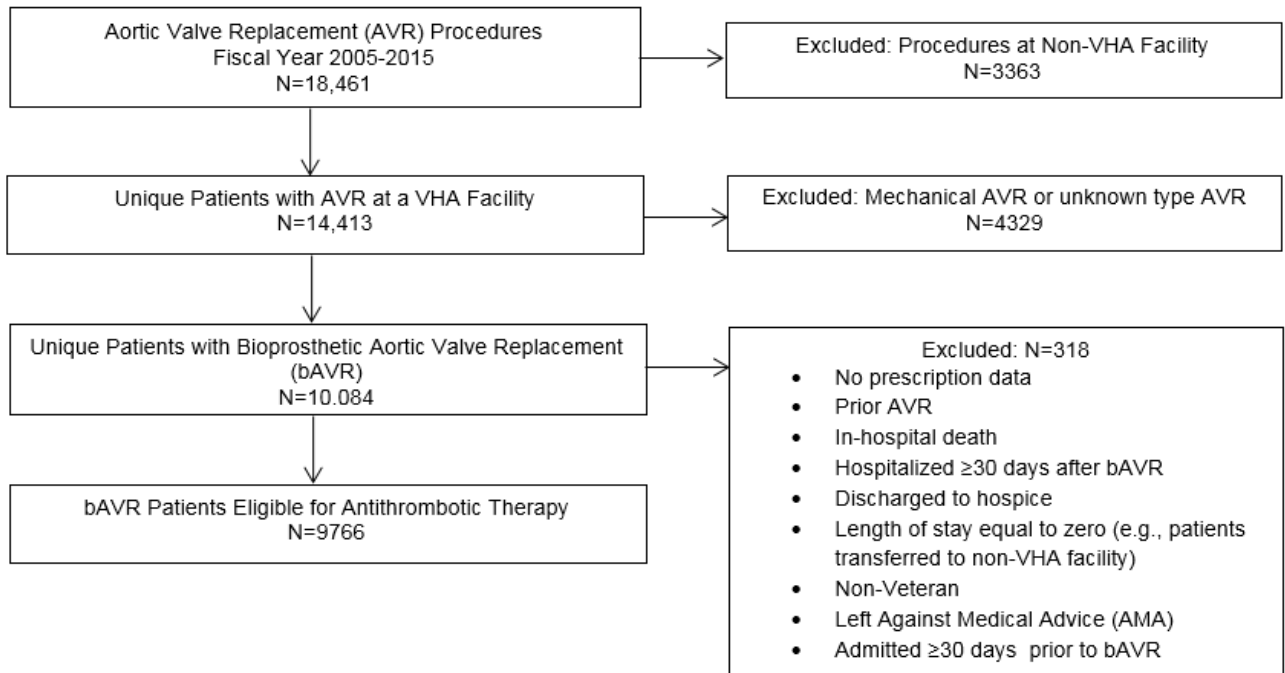 Aortic Valve Replacement (AVR) Procedures
Fiscal Year 2005-2015
N=18,461
Excluded: Procedures at Non-VHA Facility
N=3363
Unique Patients with AVR at a VHA Facility
N=14,413
Excluded: Mechanical AVR or unknown type AVR
N=4329
Unique Patients with Bioprosthetic Aortic Valve Replacement
(bAVR)
N=10.084
Excluded: N=318
• No prescription data
• Prior AVR
• In-hospital death
• Hospitalized ≥30 days after bAVR
• Discharged to hospice
• Length of stay equal to zero (e.g., patients
transferred to non-VHA facility)
• Non-Veteran
• Left Against Medical Advice (AMA)
• Admitted ≥30 days prior to bAVR
bAVR Patients Eligible for Antithrombotic Therapy
N=9766